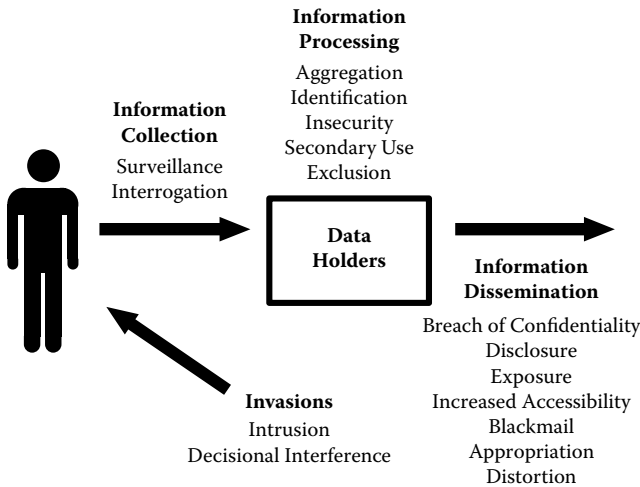 Information
Processing
Aggregation
Identification
Insecurity
Secondary Use
Exclusion
Information
Collection
Surveillance
Interrogation
Data
Holders
Information
Dissemination
Breach of Confidentiality
Disclosure
Exposure
Increased Accessibility
Blackmail
Appropriation
Distortion
Invasions
Intrusion
Decisional Interference